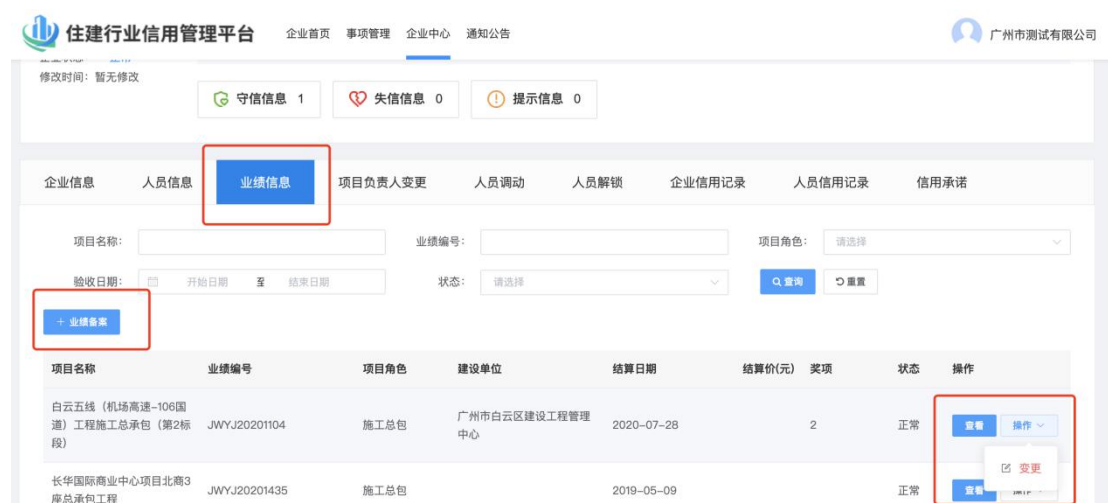 住建行业信用管理平台 企业首页 事项管理 企业中心 通知公告 广州市测试有限公司
修改时间：暂无修改
守信信息 1 失信信息 0 提示信息 0
企业信息 人员信息 业绩信息 项目负责人变更 人员调动 人员解锁 企业信用记录 人员信用记录 信用承诺
项目名称： 业绩编号： 项目角色： 请选择
验收日期： 开始日期 至 结束日期 状态： 请选择 查询 重置
+ 业绩备案
项目名称 业绩编号 项目角色 建设单位 结算日期 结算价(元) 奖项 状态 操作
白云五线（机场高速-106国
道）工程施工总承包（第2标
段）
JWYJ20201104 施工总包
广州市白云区建设工程管理
中心
2020-07-28 2 正常 查看 操作
变更
长华国际商业中心项目北商3
座总承包工程
JWYJ20201435 施工总包 2019-05-09 正常 查看